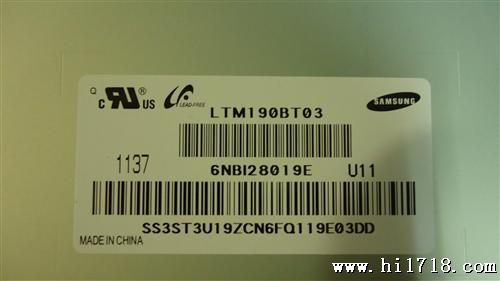 Q
C UL ® US
LEAD-FREE
LTM190BT03
SAMSUNG
1137
6NBI28019E
U11
SS3ST3U19ZCN6FQ119E03DD
MADE IN CHINA
www.hi1718.com